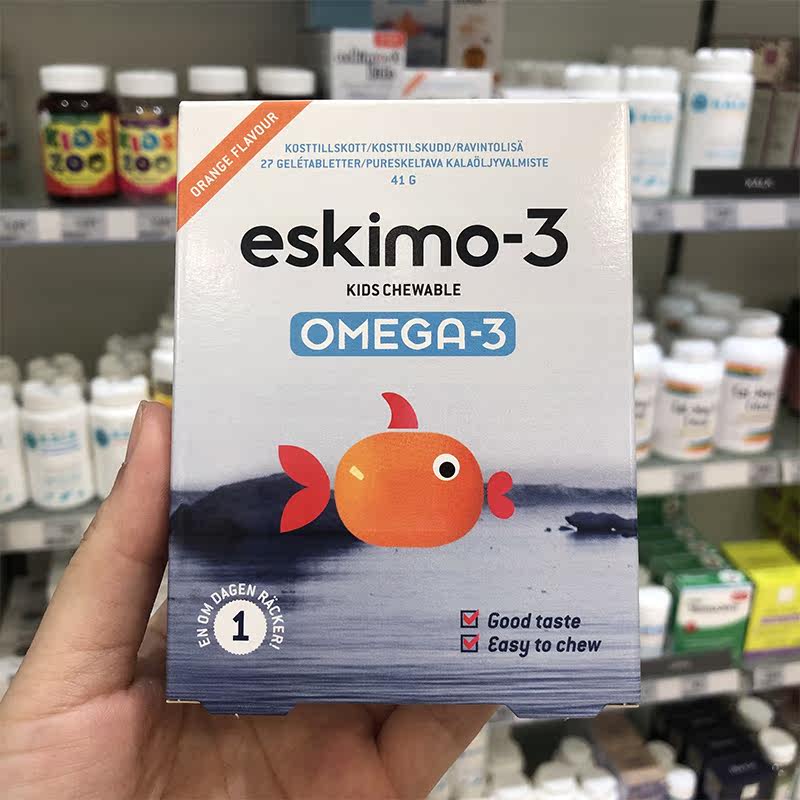 ORANGE FLAVOUR
KOSTTILLSKOTT/KOSTTILSKUDD/RAVINTOLISÄ
27 GELÉTABLETTER/PURESKELTAVA KALAÖLJYVALMISTE
41 G
eskimo-3
KIDS CHEWABLE
OMEGA-3
EN OM DAGEN RÄCKER!
1
Good taste
Easy to chew
KIDS
ZOO
KIDS
ZOO